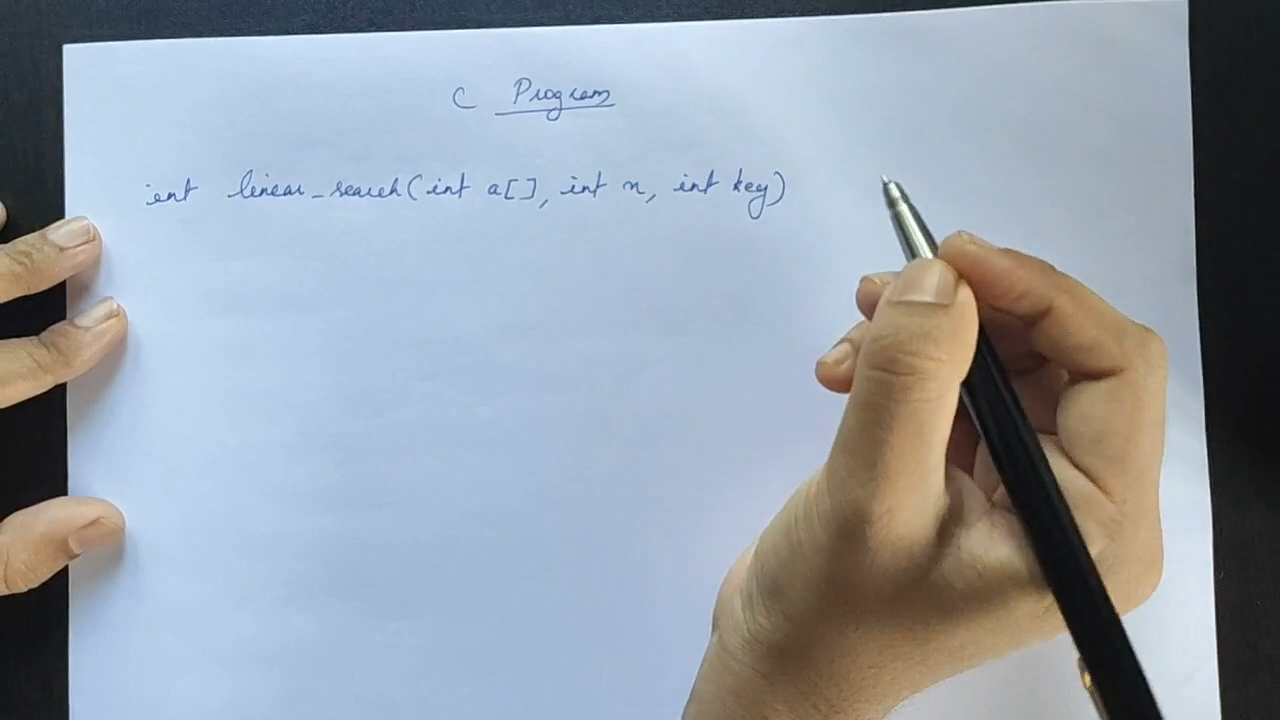 C Program
int linear_search(int a[], int n, int key)